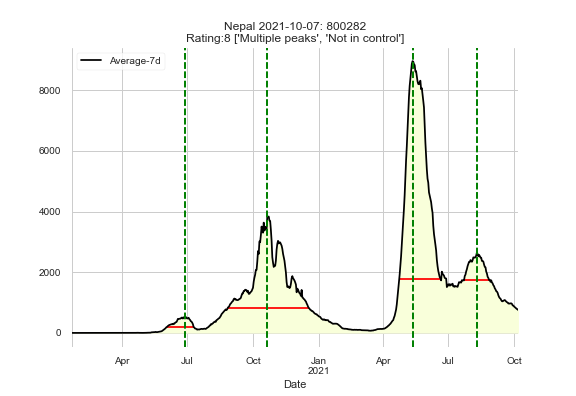 Nepal 2021-10-07: 800282
Rating:8 ['Multiple peaks', 'Not in control']
Average-7d
8000
6000
4000
2000
0
Apr
Jul
Oct
Jan
2021
Apr
Jul
Oct
Date